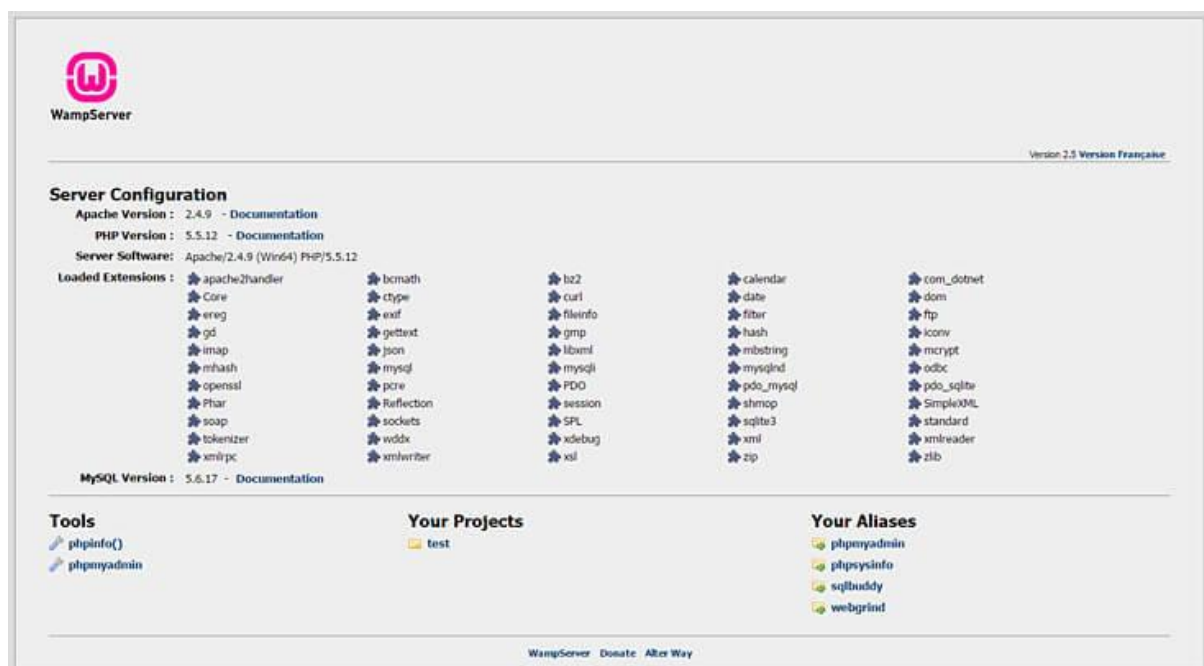 WampServer
Version 2.5 Version Française
Server Configuration
Apache Version : 2.4.9 - Documentation
PHP Version : 5.5.12 - Documentation
Server Software: Apache/2.4.9 (Win64) PHP/5.5.12
Loaded Extensions : apache2handler bcmath bz2 calendar com_dotnet
Core ctype curl date dom
ereg exif fileinfo filter ftp
gd gettext gmp hash iconv
imap json libxml mbstring mcrypt
mhash mysql mysqli mysqlnd odbc
openssl pcre PDO pdo_mysql pdo_sqlite
Phar Reflection session shmop SimpleXML
soap sockets SPL sqlite3 standard
tokenizer wddx xdebug xml xmlreader
xmlrpc xmlwriter xsl zip zlib
MySQL Version : 5.6.17 - Documentation
Tools
phpinfo()
phpmyadmin
Your Projects
test
Your Aliases
phpmyadmin
phpsysinfo
sqlbuddy
webgrind
WampServer Donate Alter Way